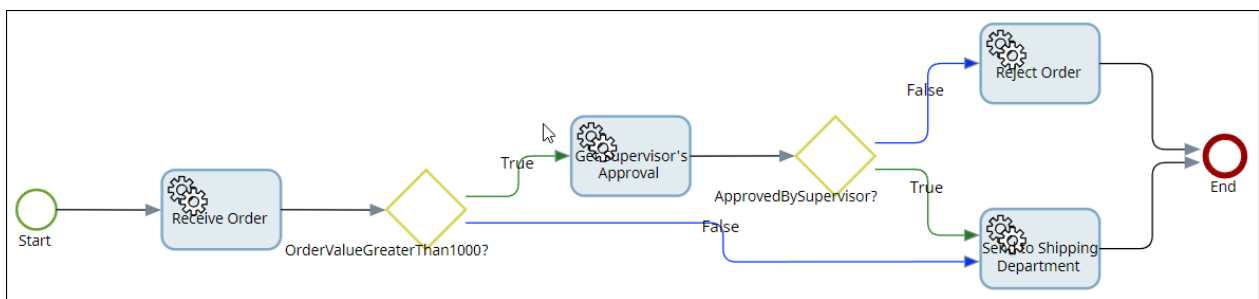 Start
Receive Order
OrderValueGreaterThan1000?
True
False
Get Supervisor's
Approval
ApprovedBySupervisor?
False
True
Reject Order
Send to Shipping
Department
End